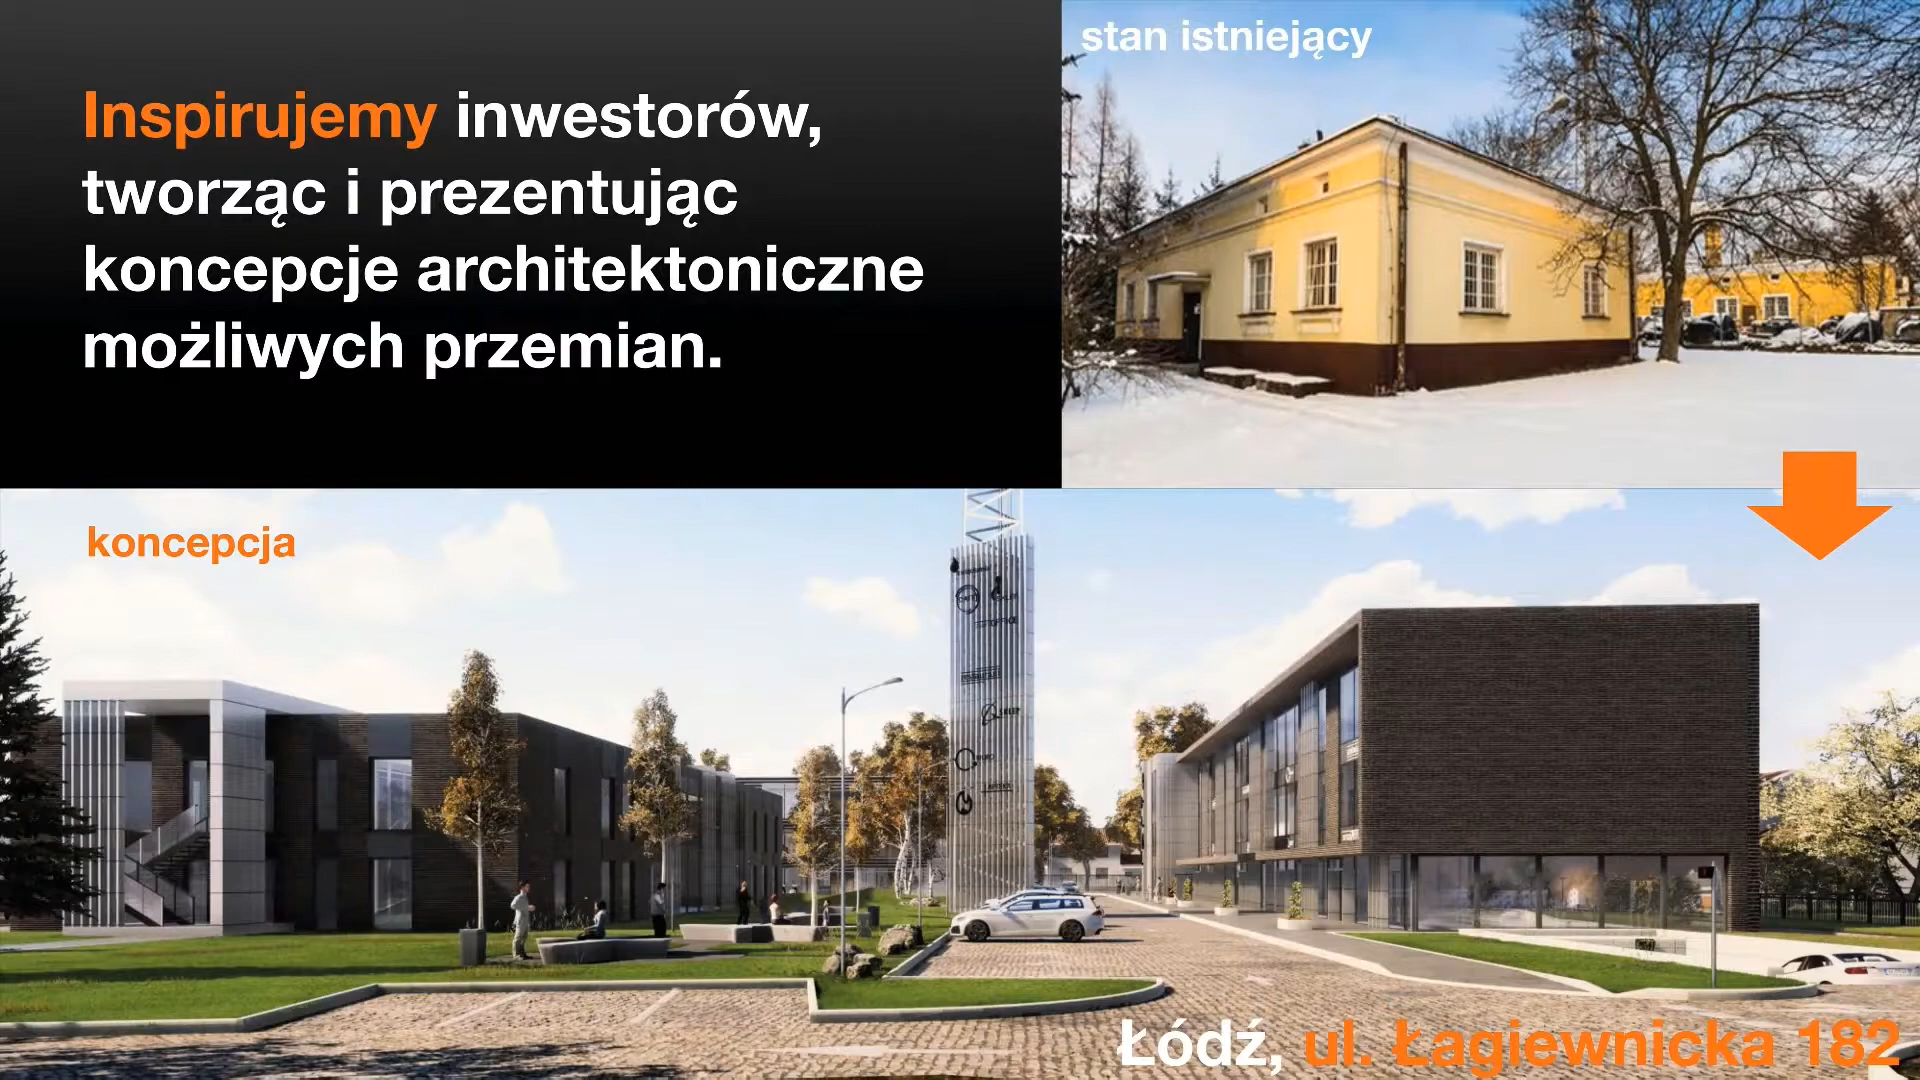 Inspirujemy inwestorów,
tworząc i prezentując
koncepcje architektoniczne
możliwych przemian.
stan istniejący
koncepcja
Łódź, ul. Łagiewnicka 182